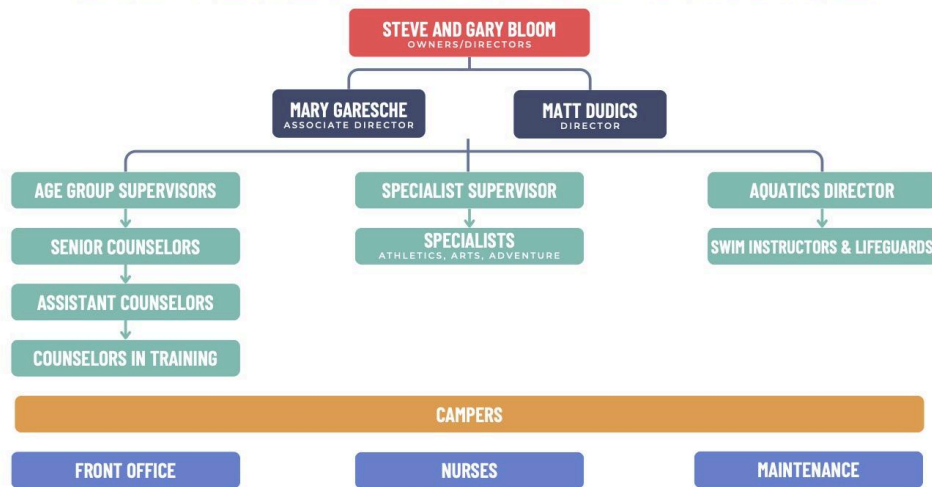 STEVE AND GARY BLOOM
OWNERS/DIRECTORS
MARY GARESCHE
ASSOCIATE DIRECTOR
MATT DUDICS
DIRECTOR
AGE GROUP SUPERVISORS
SPECIALIST SUPERVISOR
AQUATICS DIRECTOR
SENIOR COUNSELORS
SPECIALISTS
ATHLETICS, ARTS, ADVENTURE
SWIM INSTRUCTORS & LIFEGUARDS
ASSISTANT COUNSELORS
COUNSELORS IN TRAINING
CAMPERS
FRONT OFFICE
NURSES
MAINTENANCE